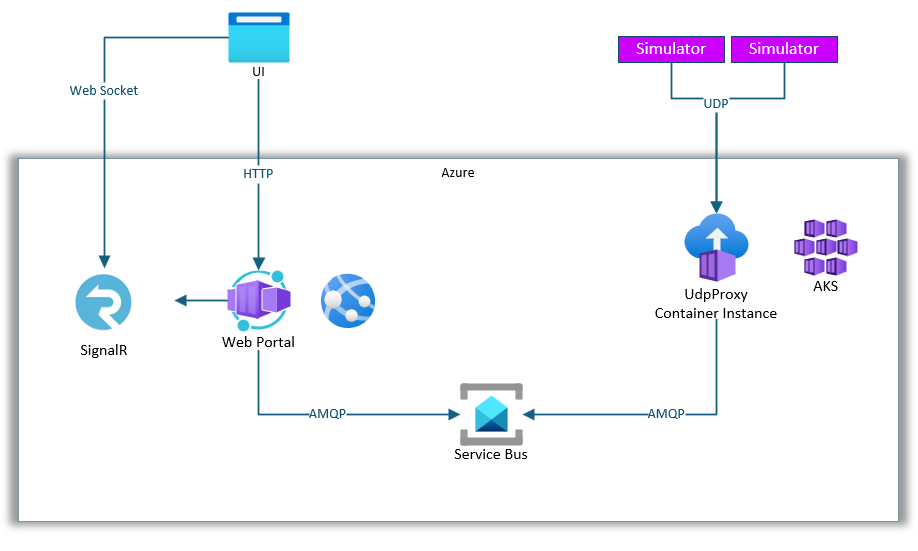 UI
Simulator
Simulator
Web Socket
UDP
HTTP
Azure
SignalR
Web Portal
UdpProxy
Container Instance
AKS
AMQP
AMQP
Service Bus